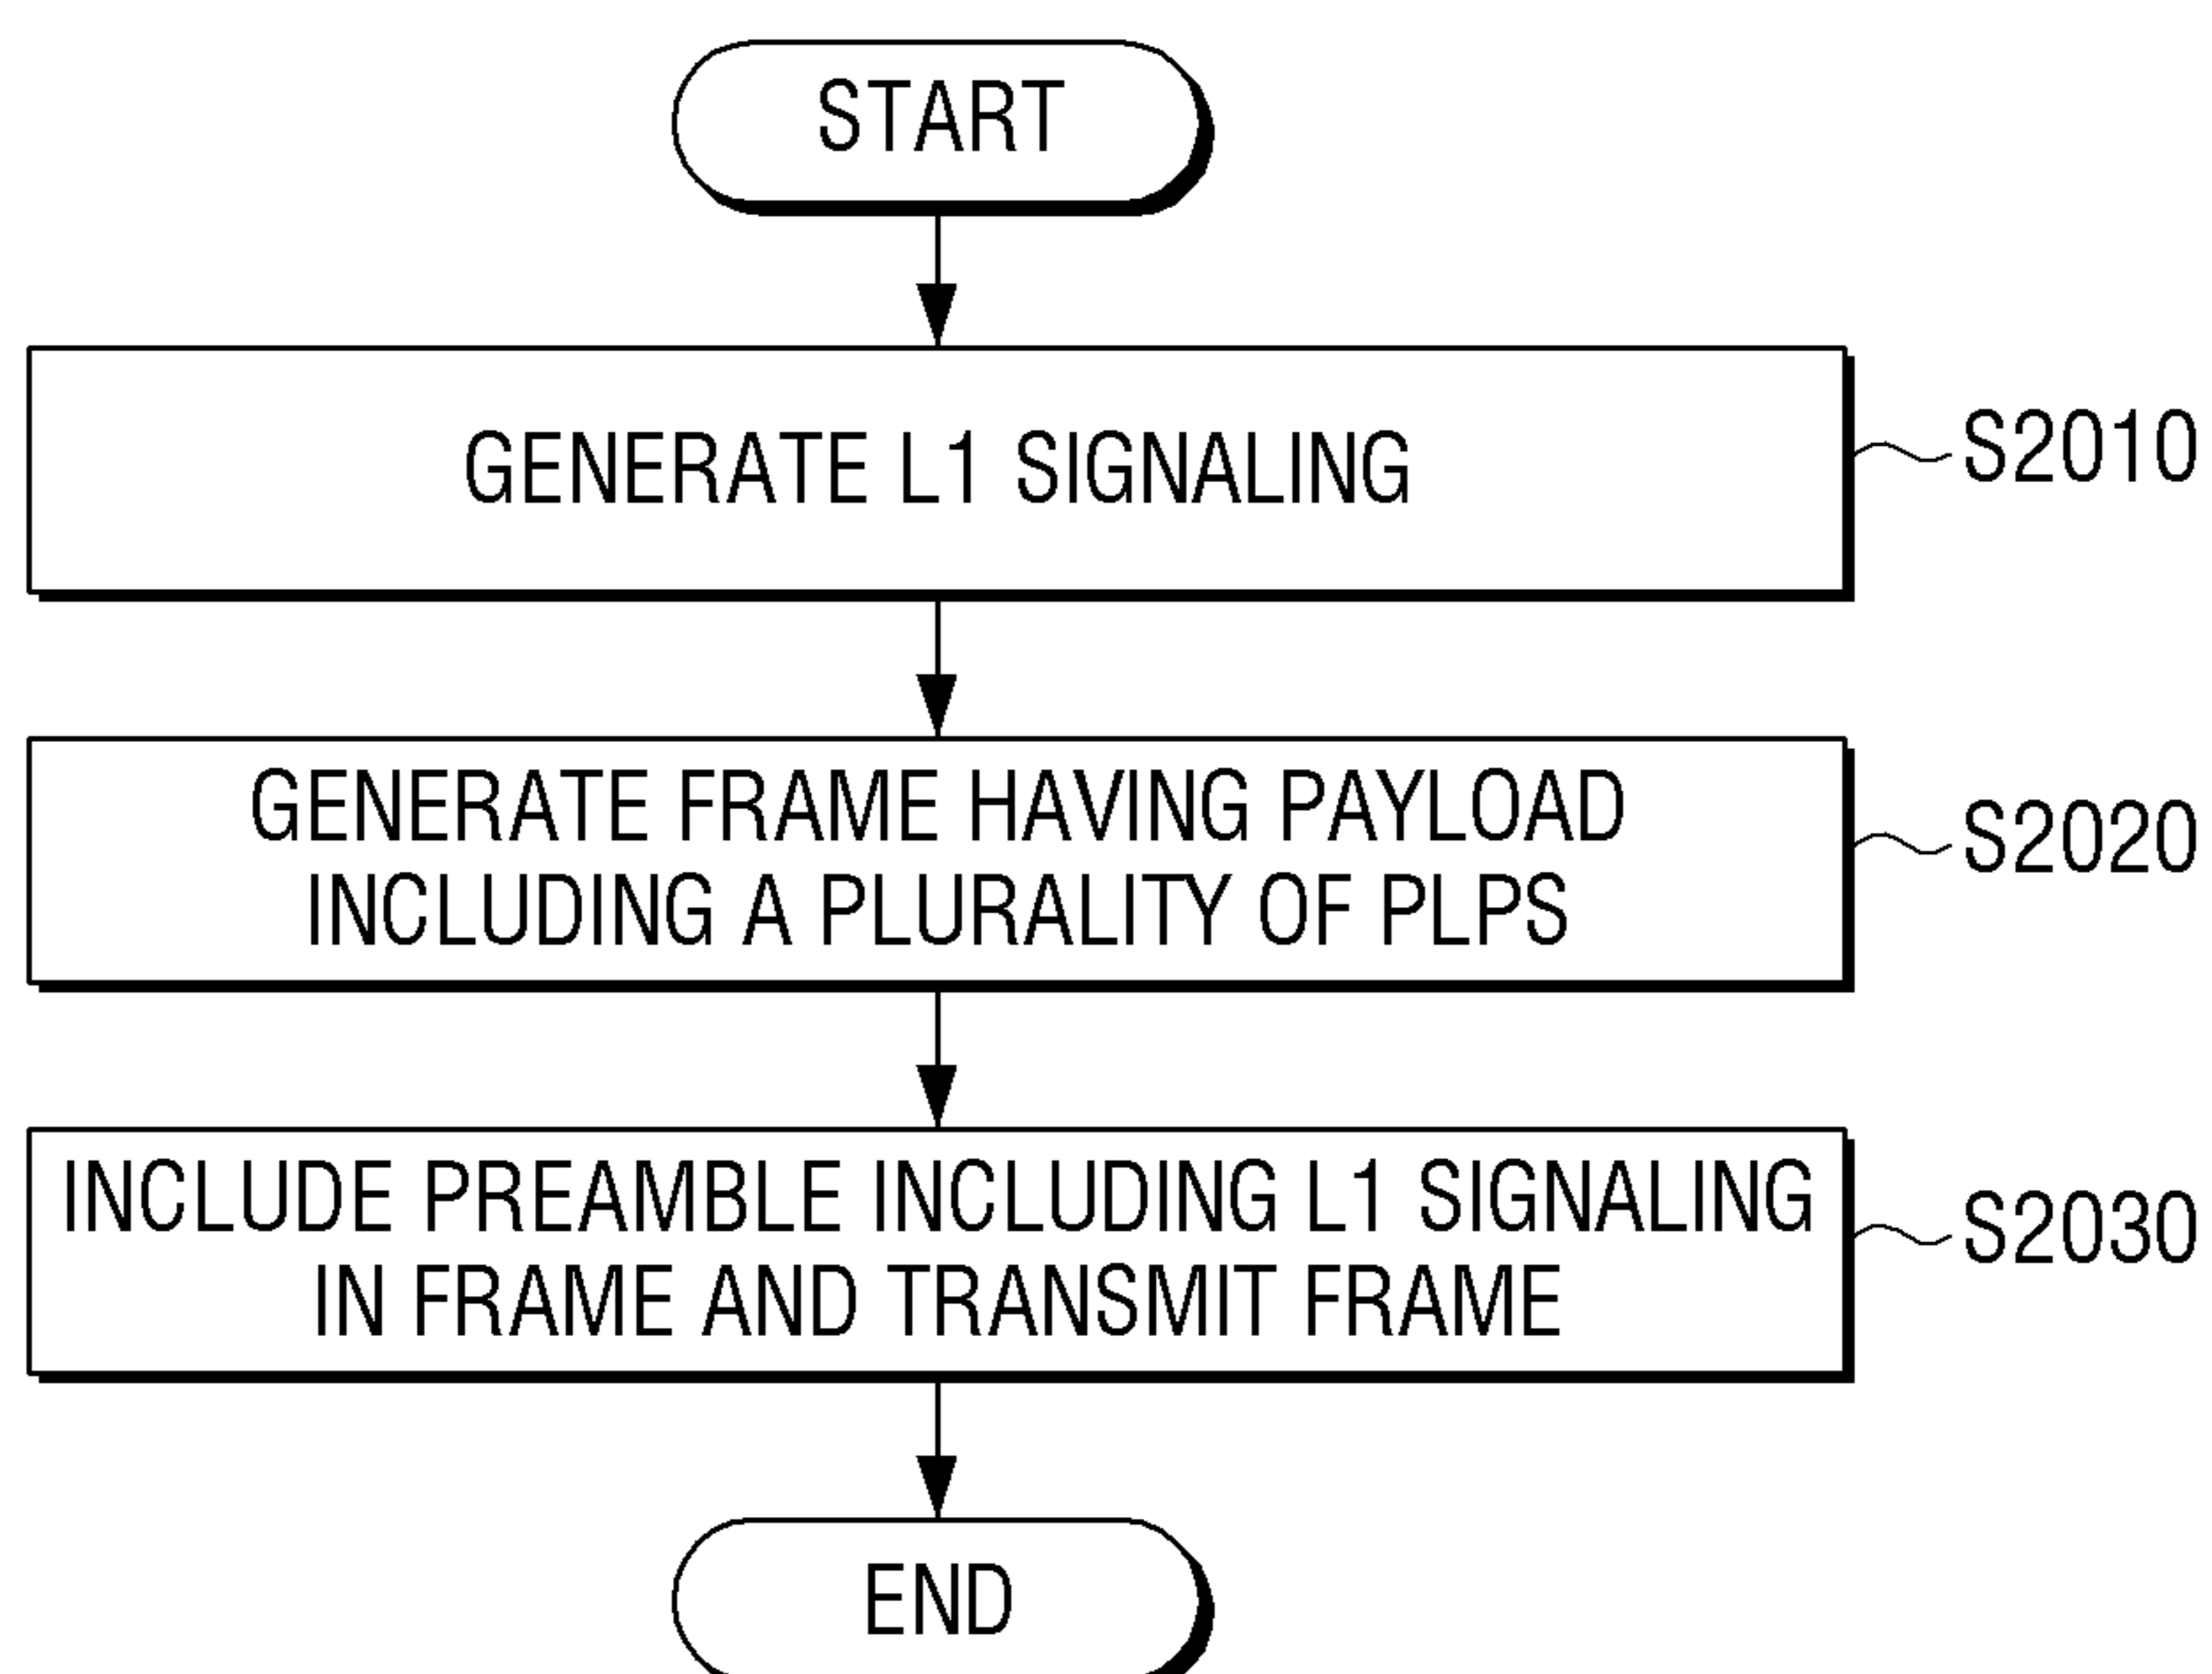 START
GENERATE L1 SIGNALING
S2010
GENERATE FRAME HAVING PAYLOAD
INCLUDING A PLURALITY OF PLPS
S2020
INCLUDE PREAMBLE INCLUDING L1 SIGNALING
IN FRAME AND TRANSMIT FRAME
S2030
END